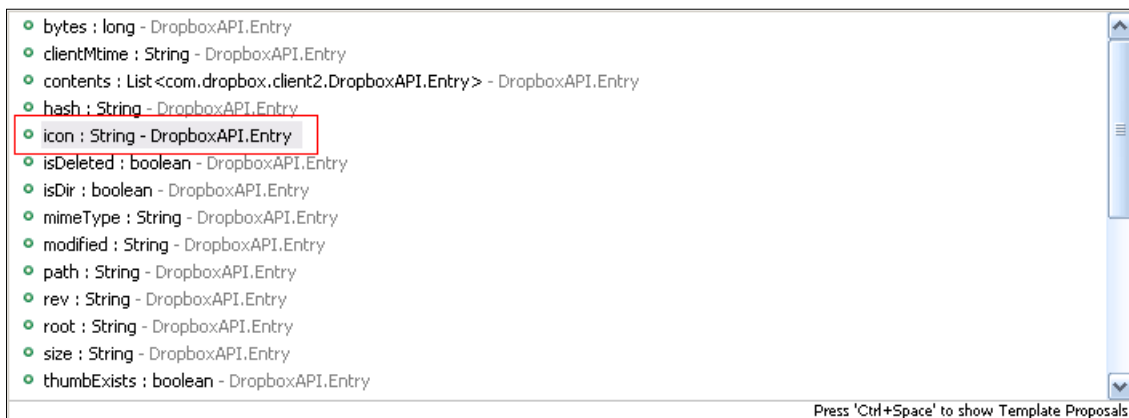 bytes : long - DropboxAPI.Entry
clientMtime : String - DropboxAPI.Entry
contents : List<com.dropbox.client2.DropboxAPI.Entry> - DropboxAPI.Entry
hash : String - DropboxAPI.Entry
icon : String - DropboxAPI.Entry
isDeleted : boolean - DropboxAPI.Entry
isDir : boolean - DropboxAPI.Entry
mimeType : String - DropboxAPI.Entry
modified : String - DropboxAPI.Entry
path : String - DropboxAPI.Entry
rev : String - DropboxAPI.Entry
root : String - DropboxAPI.Entry
size : String - DropboxAPI.Entry
thumbExists : boolean - DropboxAPI.Entry
Press 'Ctrl+Space' to show Template Proposals